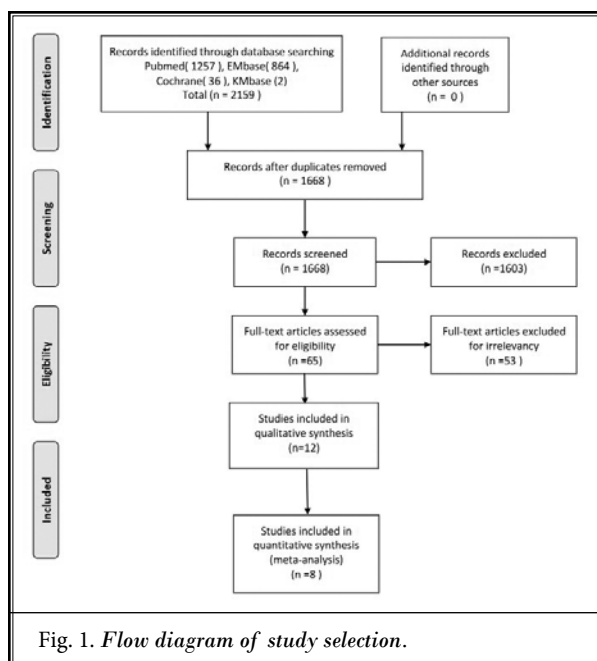 Identification
Records identified through database searching
Pubmed( 1257 ), EMbase( 864 ),
Cochrane( 36 ), KMbase (2)
Total (n = 2159 )
Additional records
identified through
other sources
(n = 0 )
Records after duplicates removed
(n = 1668 )
Screening
Records screened
(n = 1668)
Records excluded
(n =1603)
Eligibility
Full-text articles assessed
for eligibility
(n =65)
Full-text articles excluded
for irrelevancy
(n =53 )
Studies included in
qualitative synthesis
(n=12)
Included
Studies included in
quantitative synthesis
(meta-analysis)
(n =8 )
Fig. 1. Flow diagram of study selection.